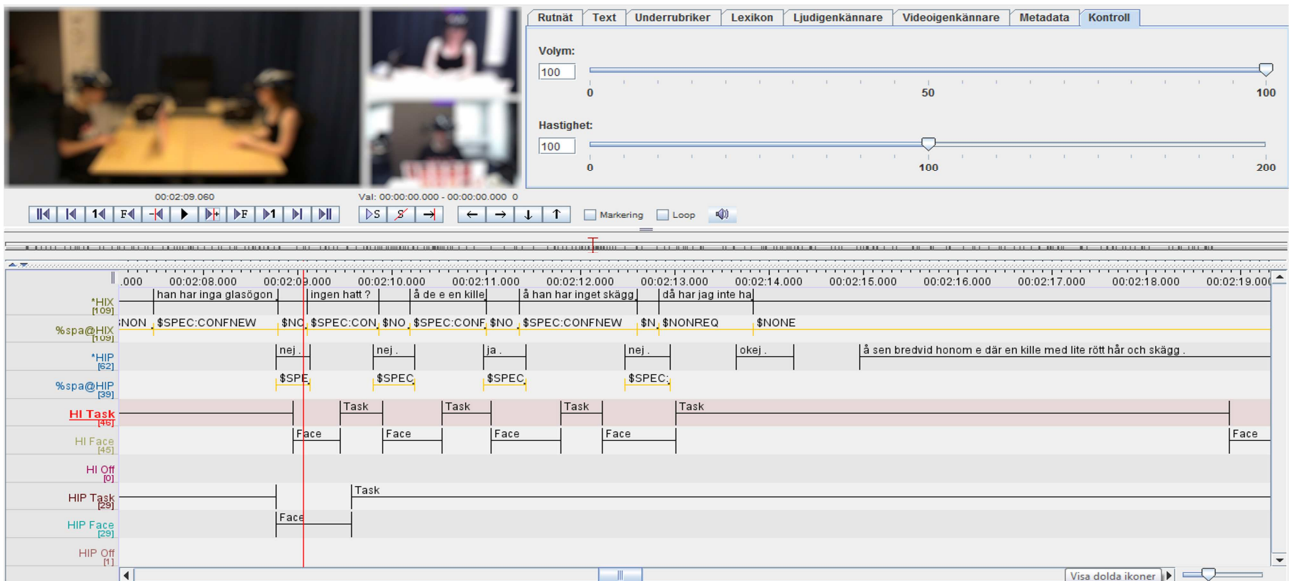 Rutnät Text Underrubriker Lexikon Ljudigenkännare Videoigenkännare Metadata Kontroll
Volym:
100
0 50 100
Hastighet:
100
0 100 200
00:02:09.060 Val: 00:00:00.000 - 00:00:00.000 0
1 F F 1 S S Markering Loop
.000 00:02:08.000 00:02:09.000 00:02:10.000 00:02:11.000 00:02:12.000 00:02:13.000 00:02:14.000 00:02:15.000 00:02:16.000 00:02:17.000 00:02:18.000 00:02:19.000
*HIX han har inga glasögon . ingen hatt ? å de e en kille å han har inget skägg då har jag inte ha
[109]
%spa@HIX $SPEC:CONFNEW $SPEC:CON $NO $SPEC:CONF $NO $SPEC:CONFNEW $N $NONREQ $NONE
[109]
*HIP nej . nej . ja . nej . okej . å sen bredvid honom e där en kille med lite rött hår och skägg .
[62]
%spa@HIP $SPE $SPEC $SPEC $SPEC:
[39]
HI Task Task Task Task Task
[46]
HI Face Face Face Face Face Face
[45]
HI Off
[0]
HIP Task Task
[29]
HIP Face Face
[29]
HIP Off
[1]
Visa dolda ikoner